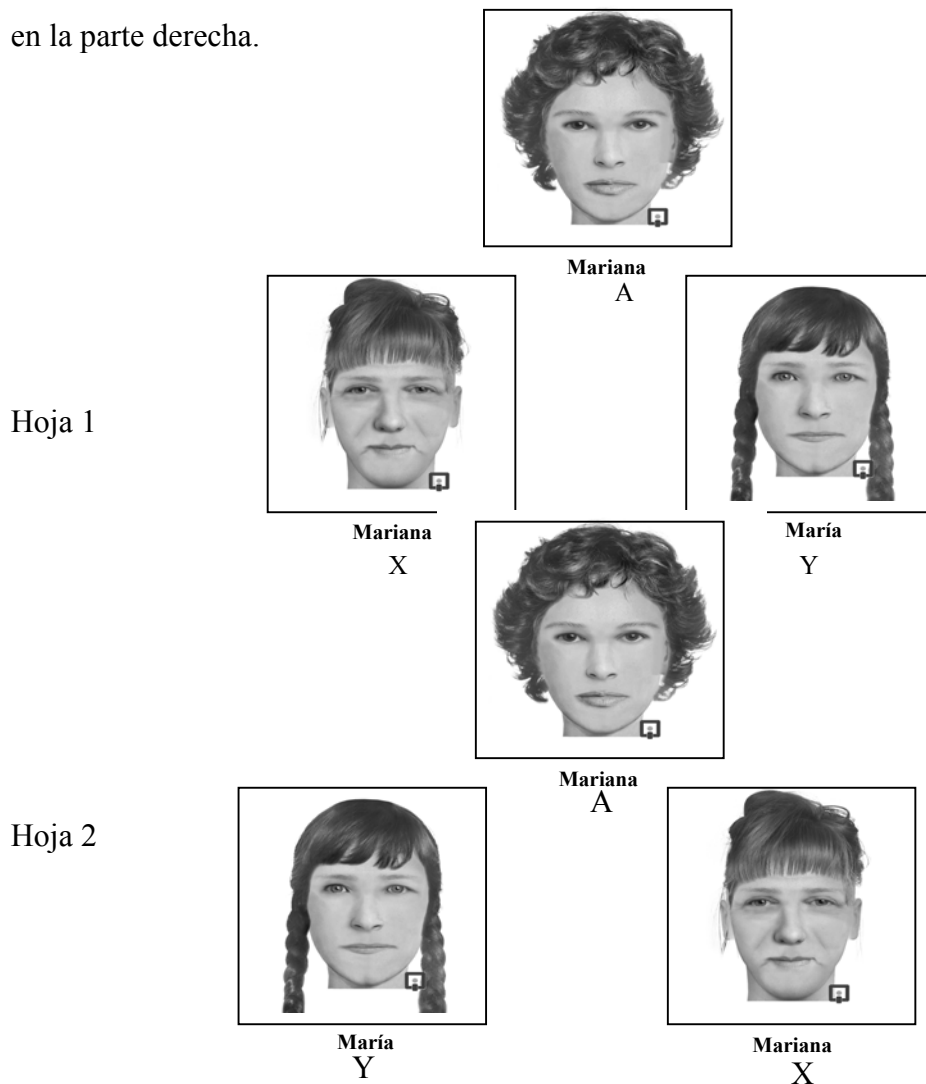 en la parte derecha.
Mariana
A
Hoja 1
Mariana
María
X
Y
Mariana
A
Hoja 2
María
Mariana
Y
X